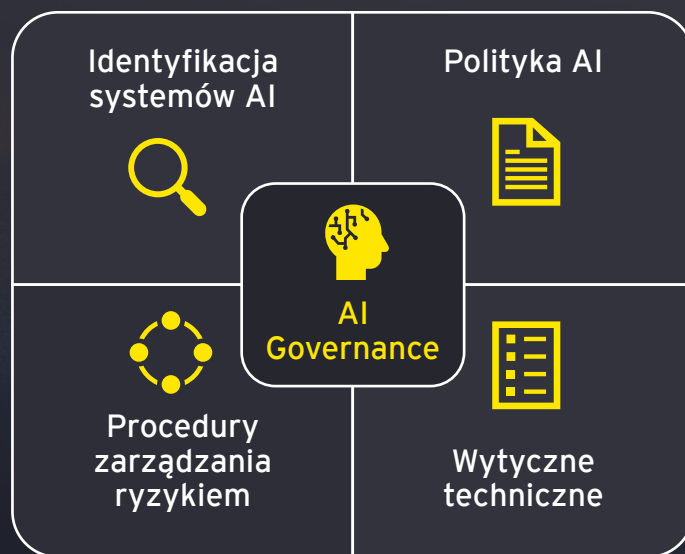 Identyfikacja
systemów AI
Polityka AI
AI
Governance
Procedury
zarządzania
ryzykiem
Wytyczne
techniczne